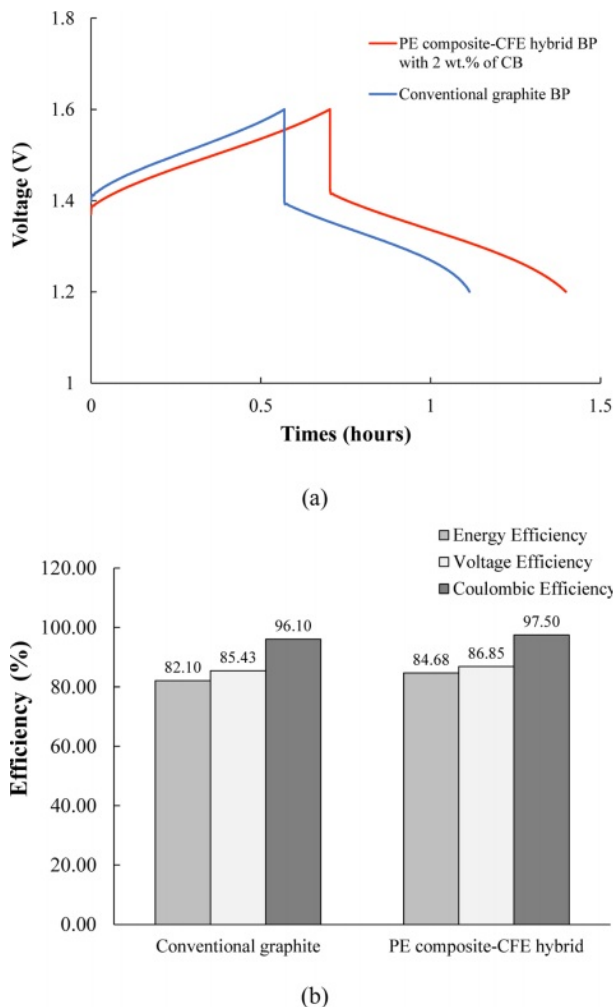 1.8
1.6
1.4
1.2
1
0
0.5
1
1.5
Voltage (V)
Times (hours)
PE composite-CFE hybrid BP
with 2 wt.% of CB
Conventional graphite BP
(a)
Energy Efficiency
Voltage Efficiency
Coulombic Efficiency
120.00
100.00
80.00
60.00
40.00
20.00
0.00
Efficiency (%)
82.10
85.43
96.10
84.68
86.85
97.50
Conventional graphite
PE composite-CFE hybrid
(b)